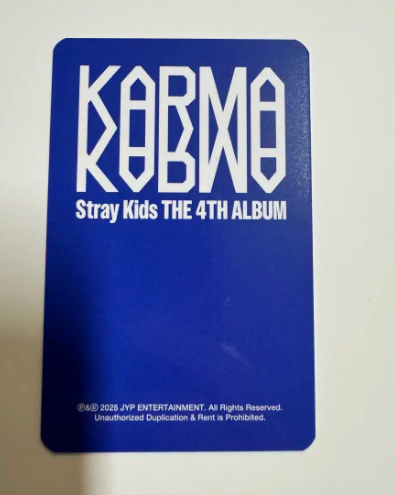 KARMA
Stray Kids THE 4TH ALBUM
℗&© 2025 JYP ENTERTAINMENT. All Rights Reserved.
Unauthorized Duplication & Rent is Prohibited.